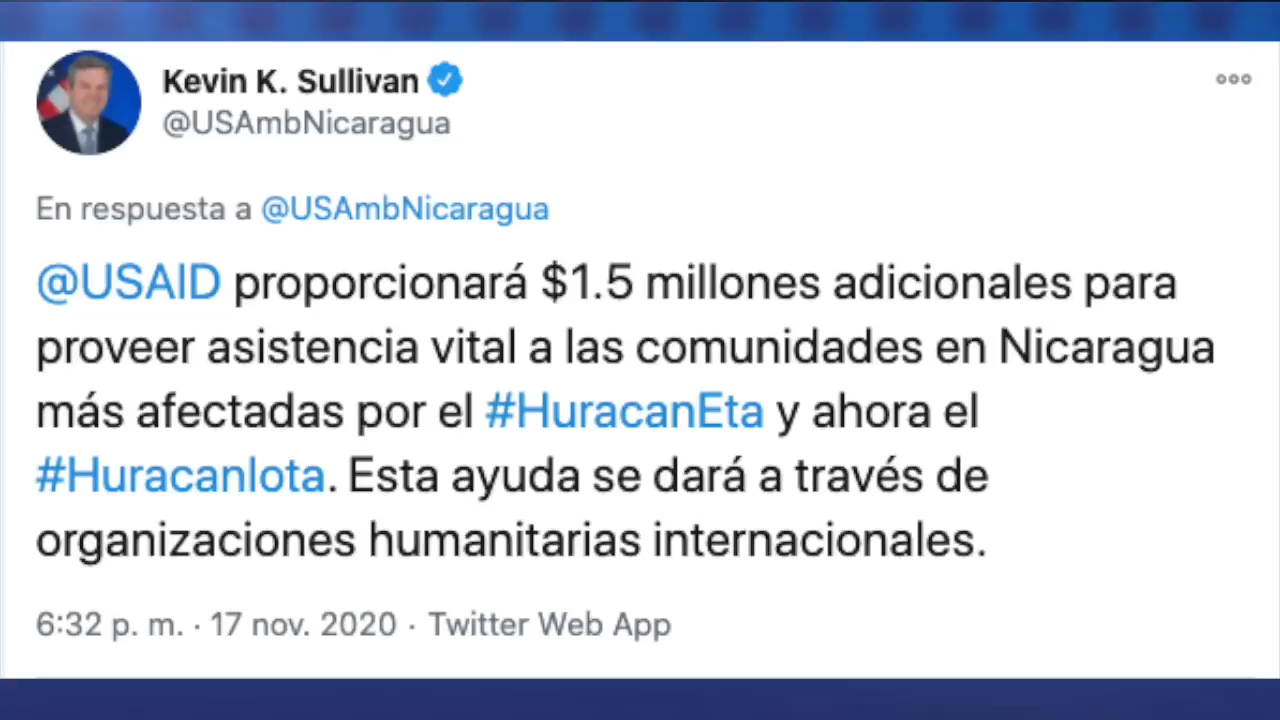 Kevin K. Sullivan
@USAmbNicaragua
En respuesta a @USAmbNicaragua
@USAID proporcionará $1.5 millones adicionales para
proveer asistencia vital a las comunidades en Nicaragua
más afectadas por el #HuracanEta y ahora el
#HuracanIota. Esta ayuda se dará a través de
organizaciones humanitarias internacionales.
6:32 p. m. · 17 nov. 2020 · Twitter Web App